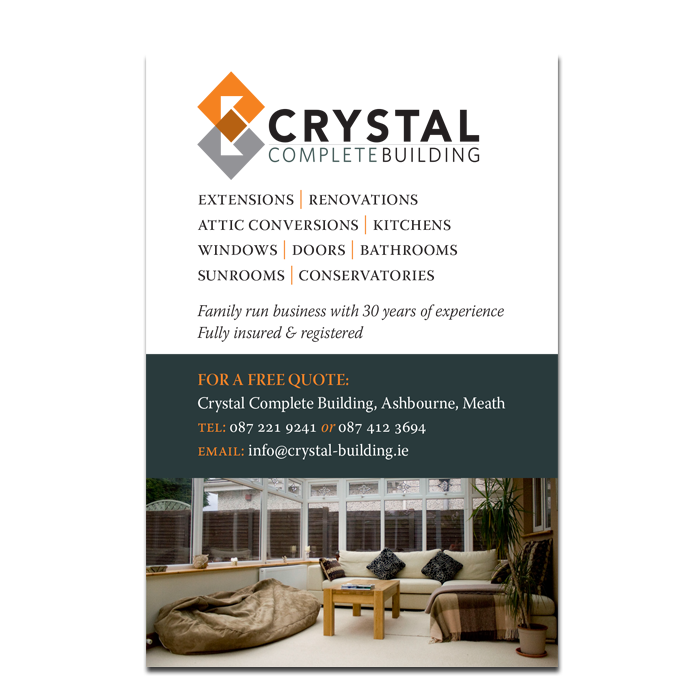 CRYSTAL
COMPLETEBUILDING
EXTENSIONS | RENOVATIONS
ATTIC CONVERSIONS | KITCHENS
WINDOWS | DOORS | BATHROOMS
SUNROOMS | CONSERVATORIES
Family run business with 30 years of experience
Fully insured & registered
FOR A FREE QUOTE:
Crystal Complete Building, Ashbourne, Meath
TEL: 087 221 9241 or 087 412 3694
EMAIL: info@crystal-building.ie